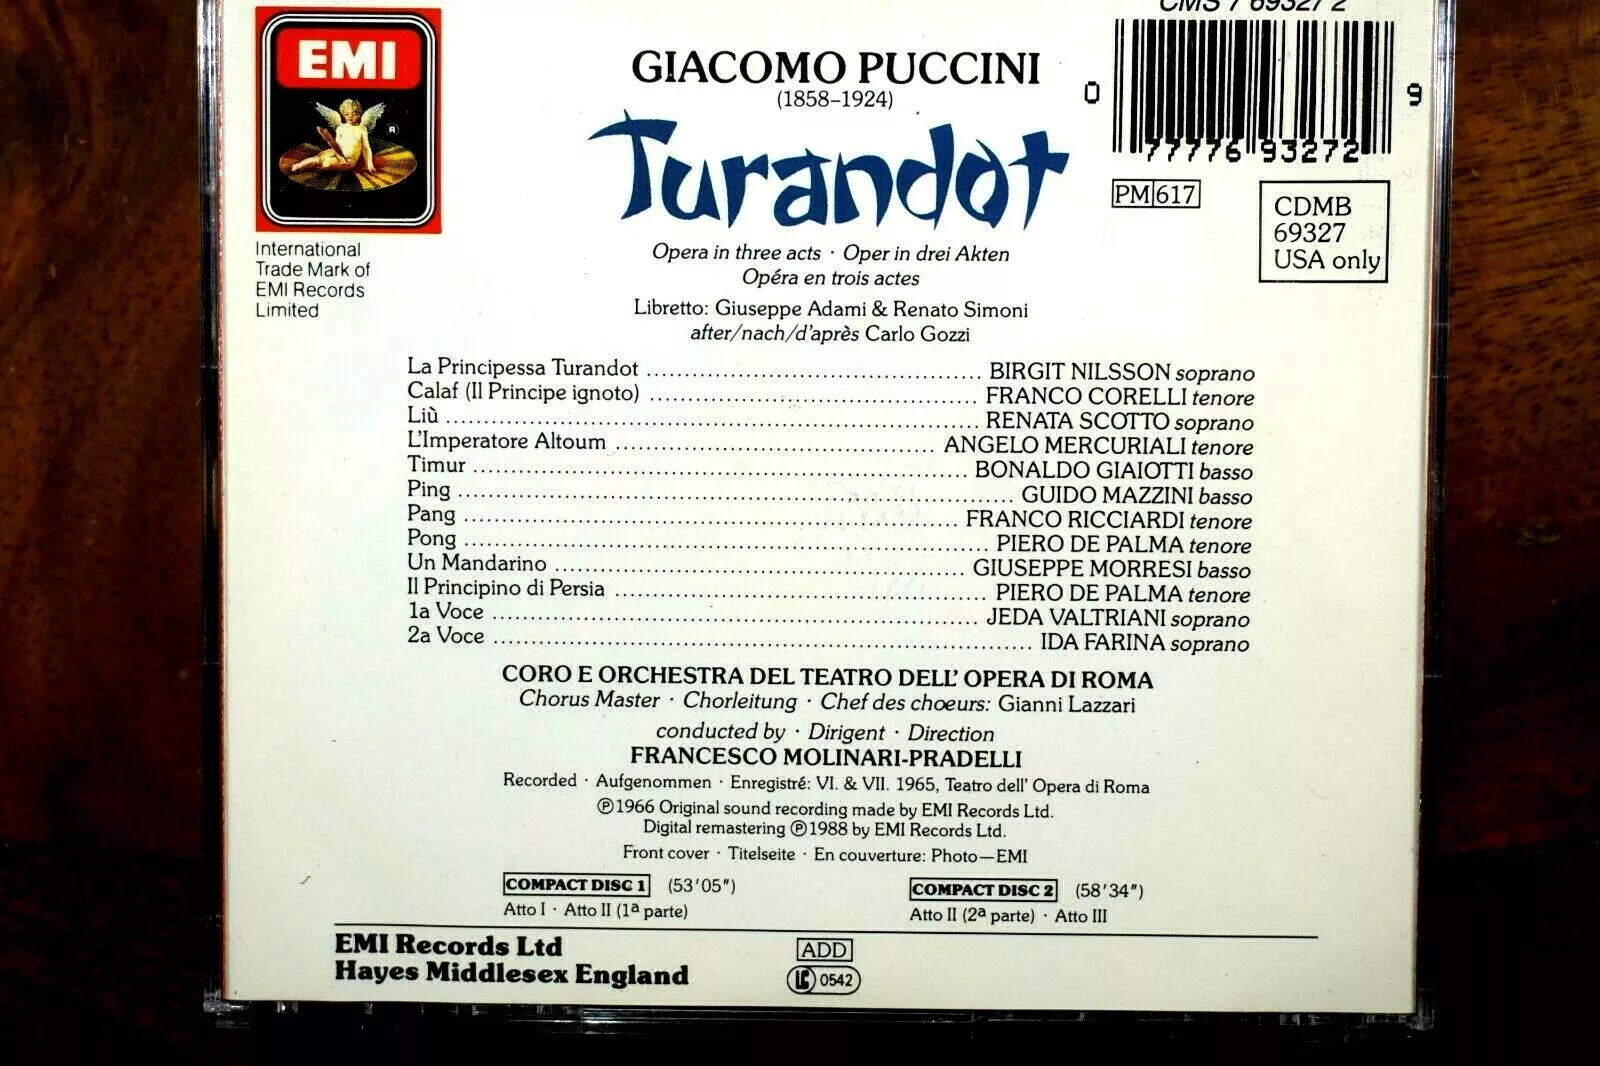 CMS 7 69327 2
EMI
R
International
Trade Mark of
EMI Records
Limited
GIACOMO PUCCINI
(1858–1924)
Turandot
0 77776 93272 9
PM 617
CDMB
69327
USA only
Opera in three acts · Oper in drei Akten
Opéra en trois actes
Libretto: Giuseppe Adami & Renato Simoni
after/nach/d'après Carlo Gozzi
La Principessa Turandot ........ BIRGIT NILSSON soprano
Calaf (Il Principe ignoto) ........ FRANCO CORELLI tenore
Liù ........ RENATA SCOTTO soprano
L'Imperatore Altoum ........ ANGELO MERCURIALI tenore
Timur ........ BONALDO GIAIOTTI basso
Ping ........ GUIDO MAZZINI basso
Pang ........ FRANCO RICCIARDI tenore
Pong ........ PIERO DE PALMA tenore
Un Mandarino ........ GIUSEPPE MORRESI basso
Il Principino di Persia ........ PIERO DE PALMA tenore
1a Voce ........ JEDA VALTRIANI soprano
2a Voce ........ IDA FARINA soprano
CORO E ORCHESTRA DEL TEATRO DELL' OPERA DI ROMA
Chorus Master · Chorleitung · Chef des chœurs: Gianni Lazzari
conducted by · Dirigent · Direction
FRANCESCO MOLINARI-PRADELLI
Recorded · Aufgenommen · Enregistré: VI. & VII. 1965, Teatro dell' Opera di Roma
℗1966 Original sound recording made by EMI Records Ltd.
Digital remastering ℗1988 by EMI Records Ltd.
Front cover · Titelseite · En couverture: Photo—EMI
COMPACT DISC 1 (53'05")
Atto I · Atto II (1ª parte)
COMPACT DISC 2 (58'34")
Atto II (2ª parte) · Atto III
EMI Records Ltd
Hayes Middlesex England
ADD
LC 0542